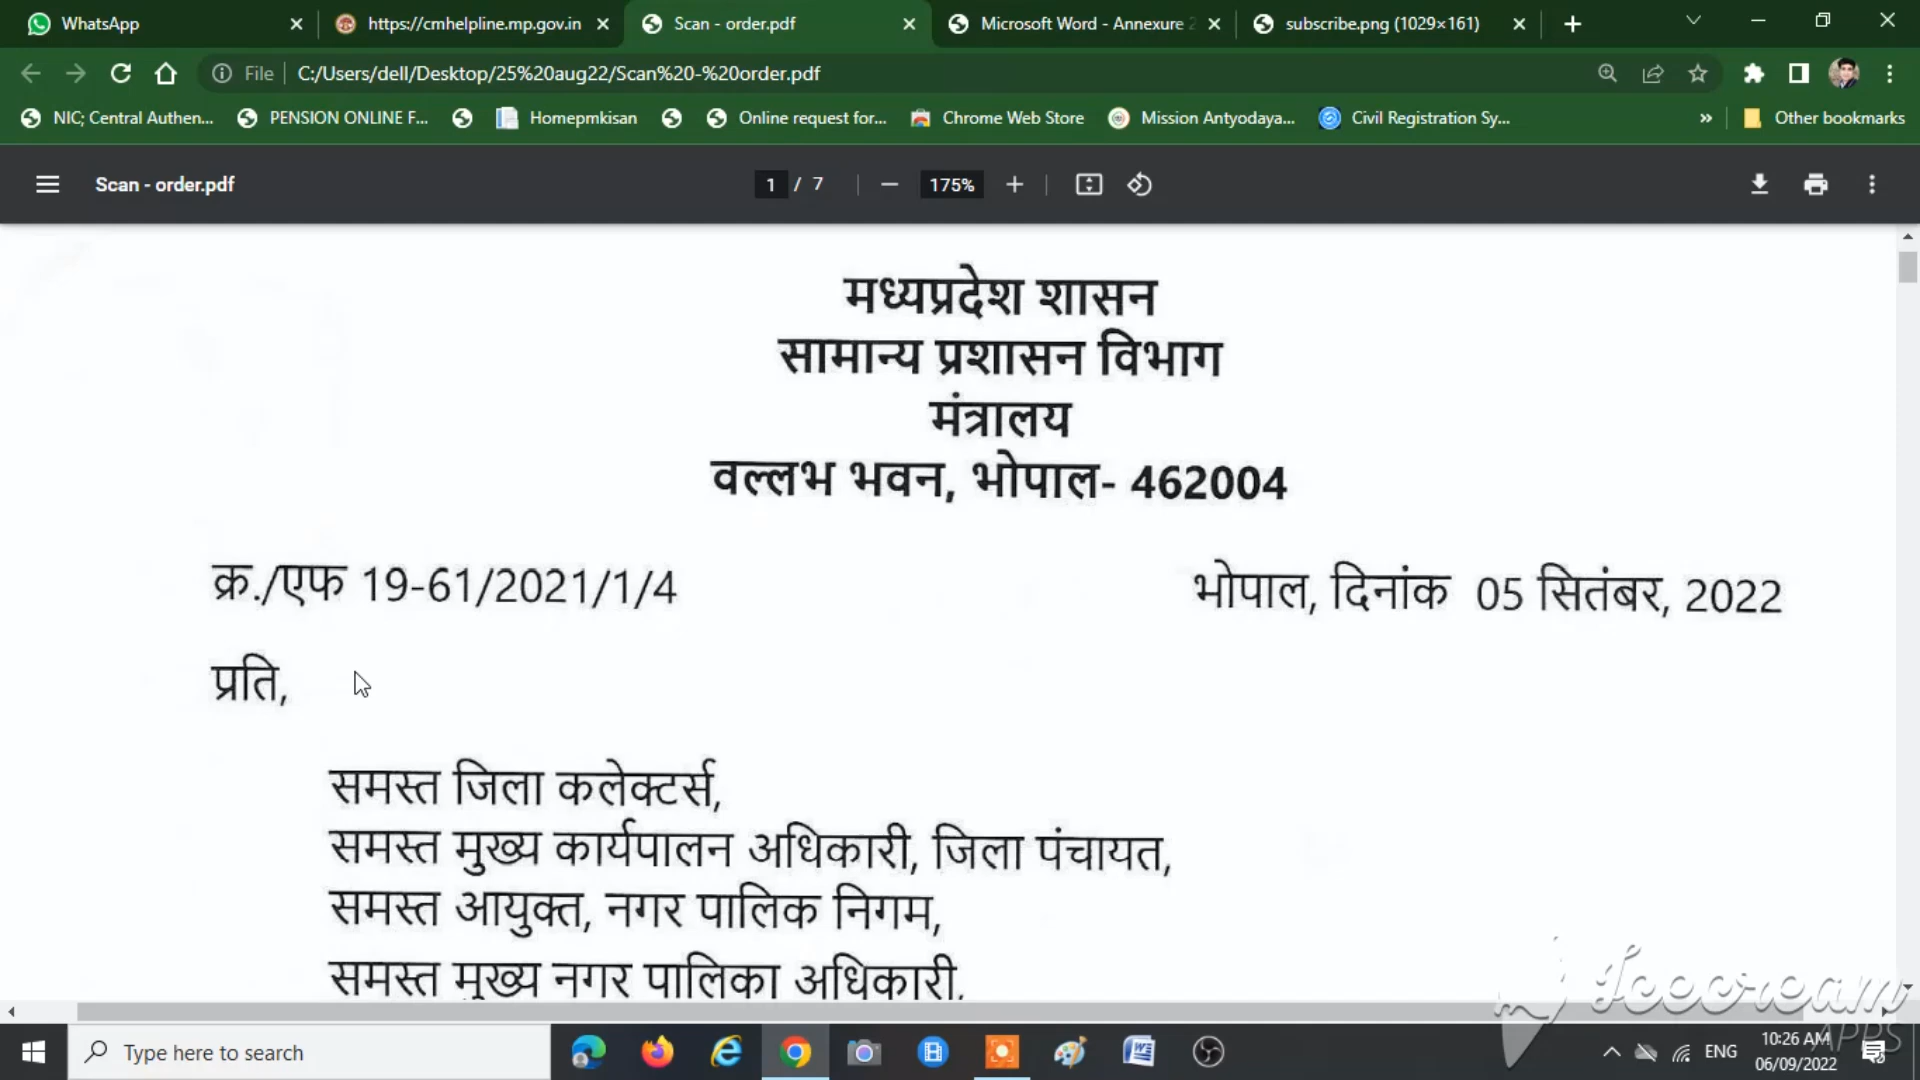 WhatsApp
https://cmhelpline.mp.gov.in
Scan - order.pdf
Microsoft Word - Annexure 2
subscribe.png (1029×161)
File
C:/Users/dell/Desktop/25%20aug22/Scan%20-%20order.pdf
NIC; Central Authen...
PENSION ONLINE F...
Homepmkisan
Online request for...
Chrome Web Store
Mission Antyodaya...
Civil Registration Sy...
»
Other bookmarks
Scan - order.pdf
1 / 7
175%
मध्यप्रदेश शासन
सामान्य प्रशासन विभाग
मंत्रालय
वल्लभ भवन, भोपाल- 462004
क्र./एफ 19-61/2021/1/4
भोपाल, दिनांक 05 सितंबर, 2022
प्रति,
समस्त जिला कलेक्टर्स,
समस्त मुख्य कार्यपालन अधिकारी, जिला पंचायत,
समस्त आयुक्त, नगर पालिक निगम,
समस्त मुख्य नगर पालिका अधिकारी,
Icecream
APPS
Type here to search
ENG
10:26 AM
06/09/2022